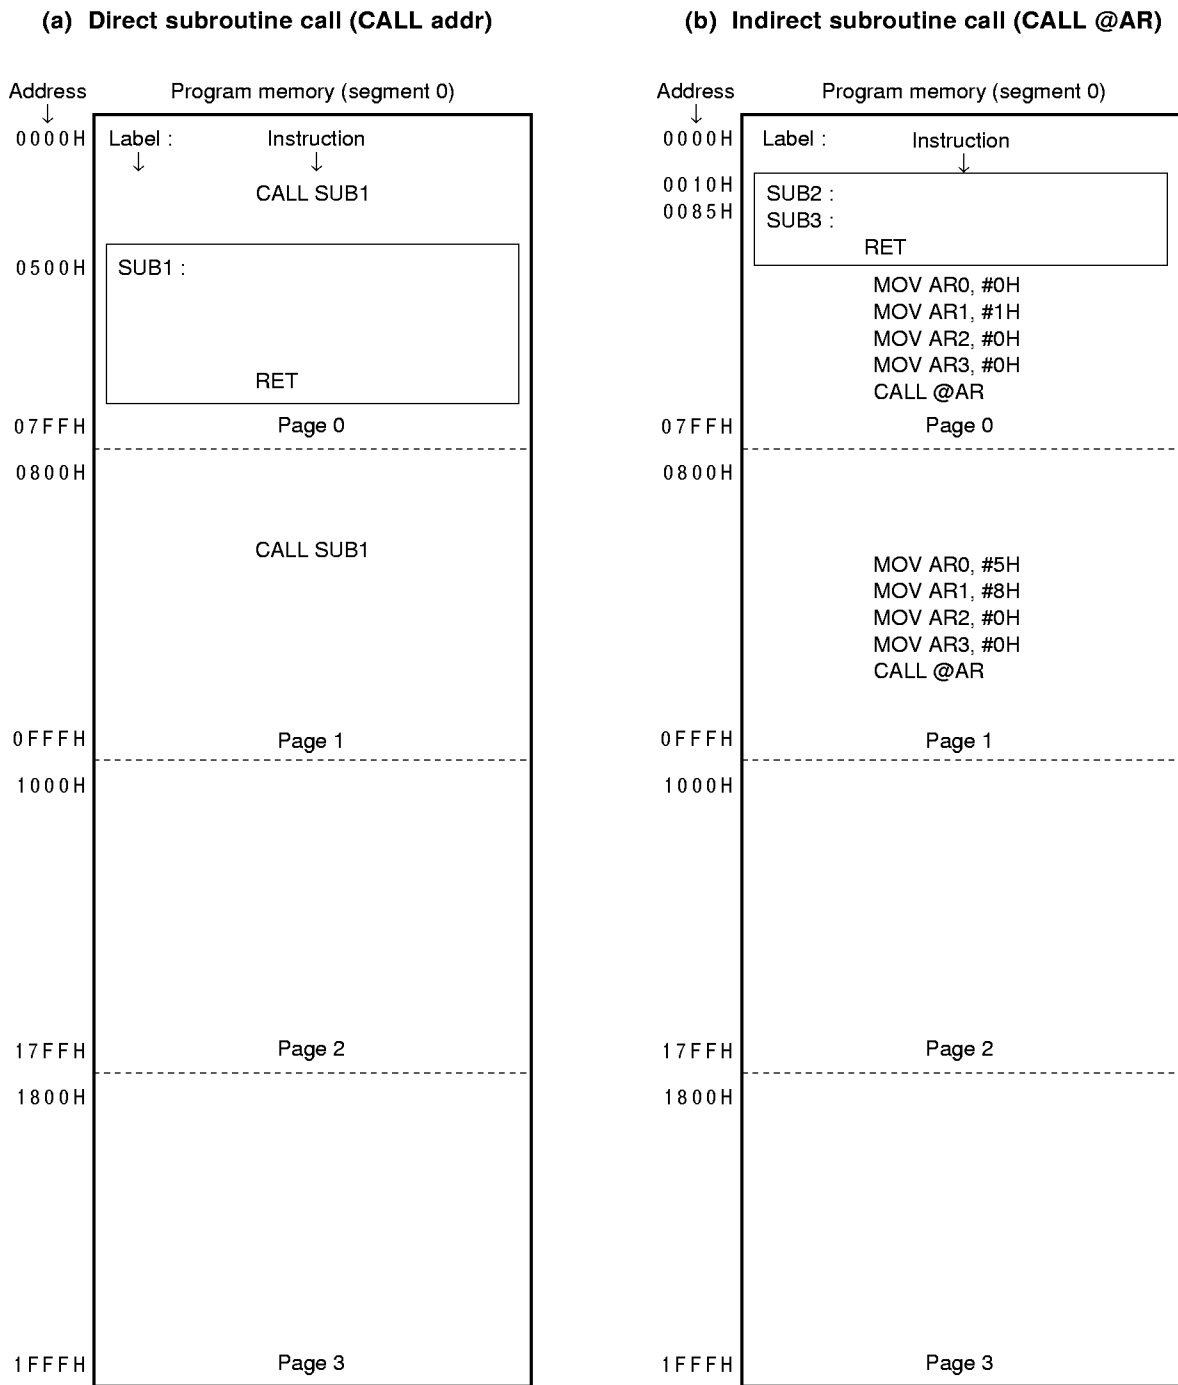 (a) Direct subroutine call (CALL addr)
Address
Program memory (segment 0)
0000H
Label :
Instruction
CALL SUB1
0500H
SUB1 :
RET
07FFH
Page 0
0800H
CALL SUB1
0FFFH
Page 1
1000H
17FFH
Page 2
1800H
1FFFH
Page 3
(b) Indirect subroutine call (CALL @AR)
Address
Program memory (segment 0)
0000H
Label :
Instruction
0010H
SUB2 :
0085H
SUB3 :
RET
MOV AR0, #0H
MOV AR1, #1H
MOV AR2, #0H
MOV AR3, #0H
CALL @AR
07FFH
Page 0
0800H
MOV AR0, #5H
MOV AR1, #8H
MOV AR2, #0H
MOV AR3, #0H
CALL @AR
0FFFH
Page 1
1000H
17FFH
Page 2
1800H
1FFFH
Page 3